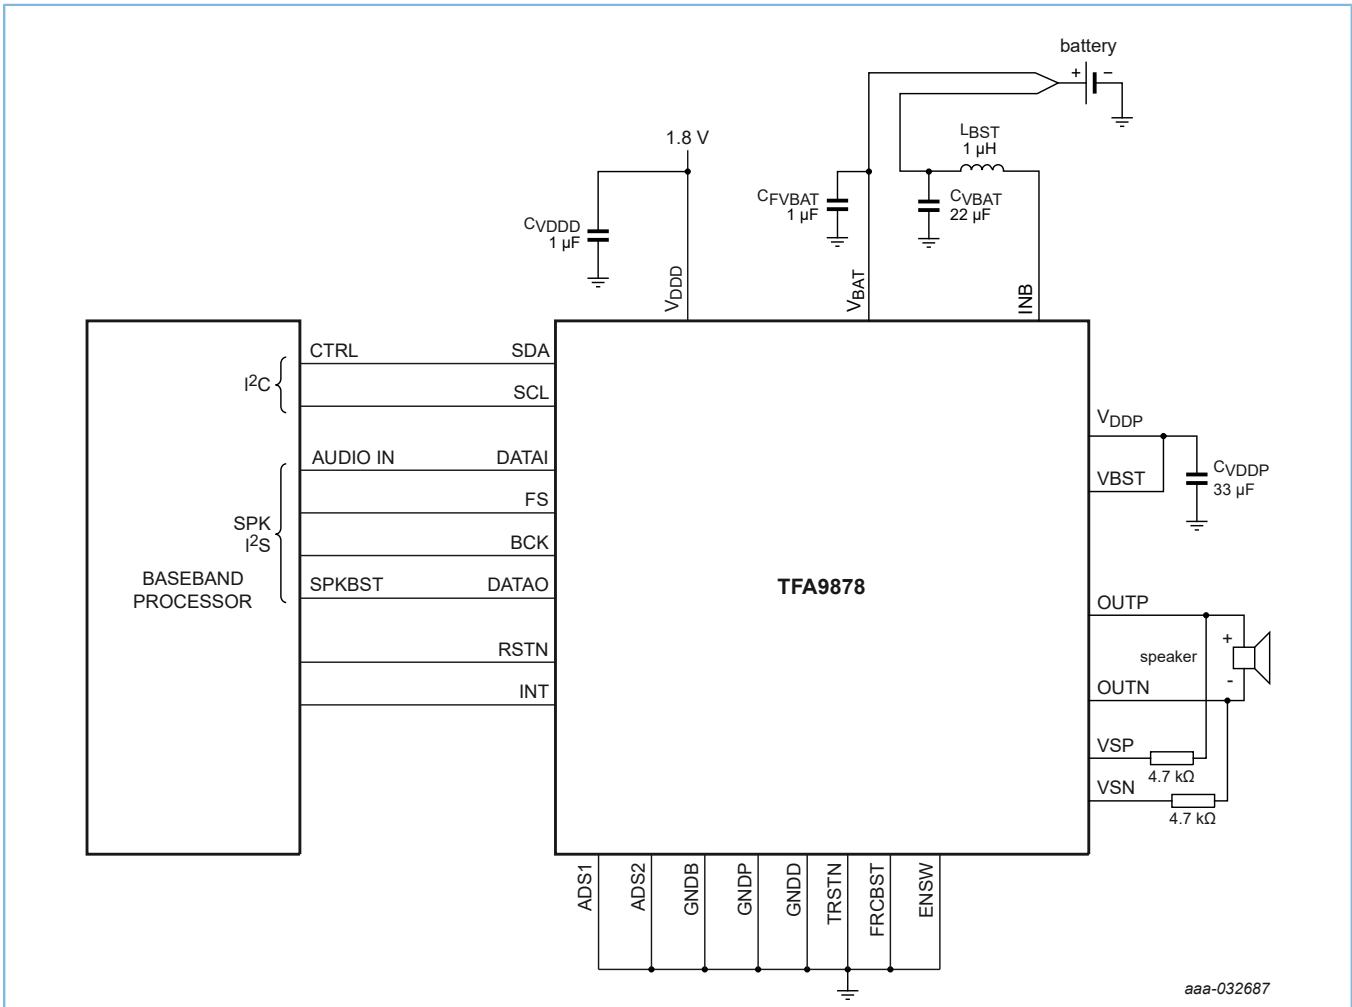 battery
+ −
LBST
1 µH
1.8 V
CFVBAT
1 µF
CVBAT
22 µF
CVDDD
1 µF
VDDD
VBAT
INB
CTRL
SDA
I2C
SCL
VDDP
AUDIO IN
DATAI
VBST
CVDDP
33 µF
FS
SPK
I2S
BCK
BASEBAND
PROCESSOR
SPKBST
DATAO
TFA9878
OUTP
+
speaker
-
RSTN
OUTN
INT
VSP
4.7 kΩ
VSN
4.7 kΩ
ADS1
ADS2
GNDB
GNDP
GNDD
TRSTN
FRCBST
ENSW
aaa-032687